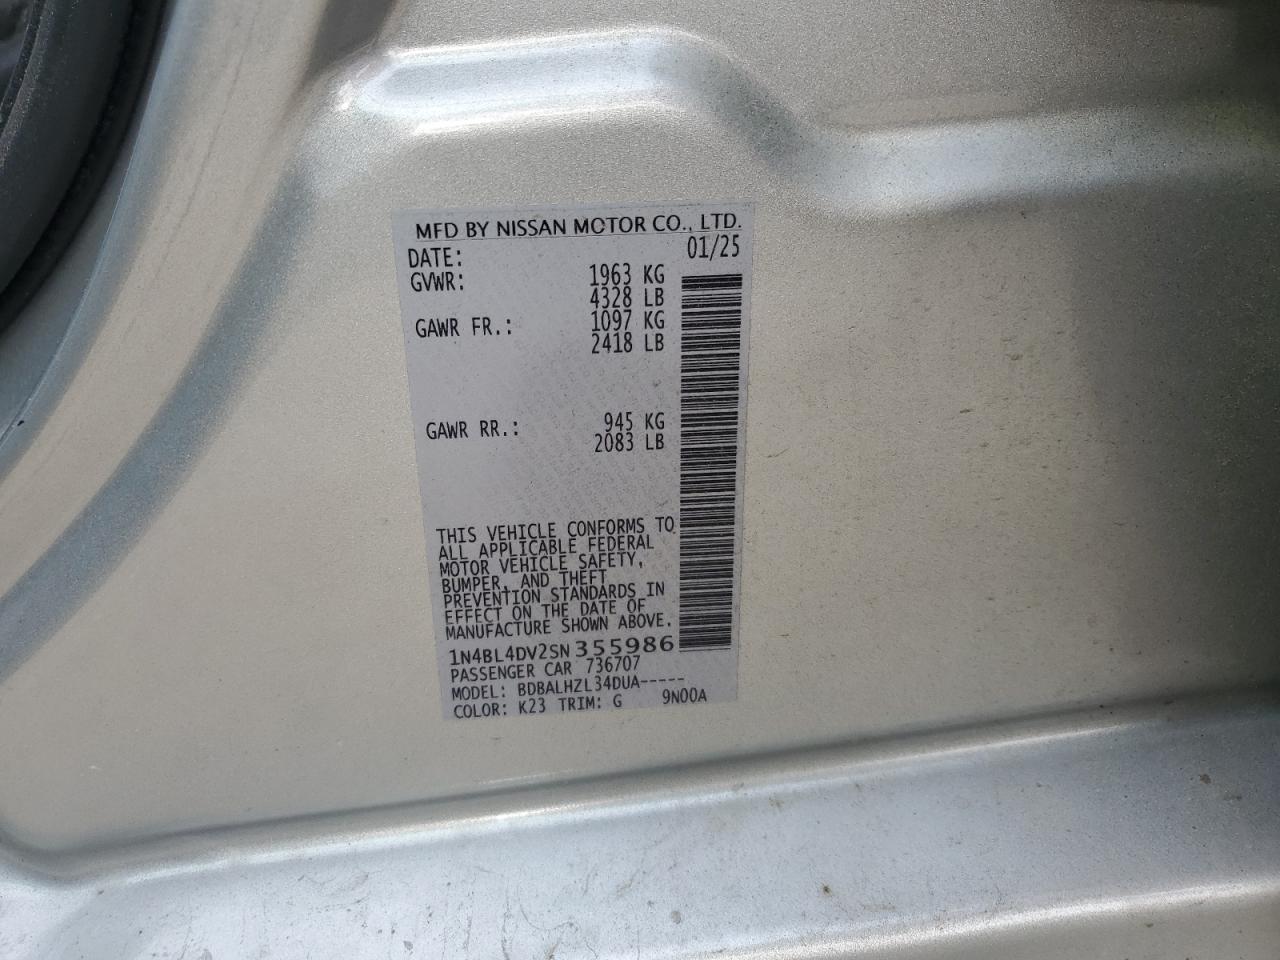 MFD BY NISSAN MOTOR CO., LTD.
DATE: 01/25
GVWR: 1963 KG
4328 LB
GAWR FR.: 1097 KG
2418 LB
GAWR RR.: 945 KG
2083 LB
THIS VEHICLE CONFORMS TO
ALL APPLICABLE FEDERAL
MOTOR VEHICLE SAFETY,
BUMPER, AND THEFT
PREVENTION STANDARDS IN
EFFECT ON THE DATE OF
MANUFACTURE SHOWN ABOVE.
1N4BL4DV2SN355986
PASSENGER CAR 736707
MODEL: BDBALHZL34DUA-----
COLOR: K23 TRIM: G 9N00A